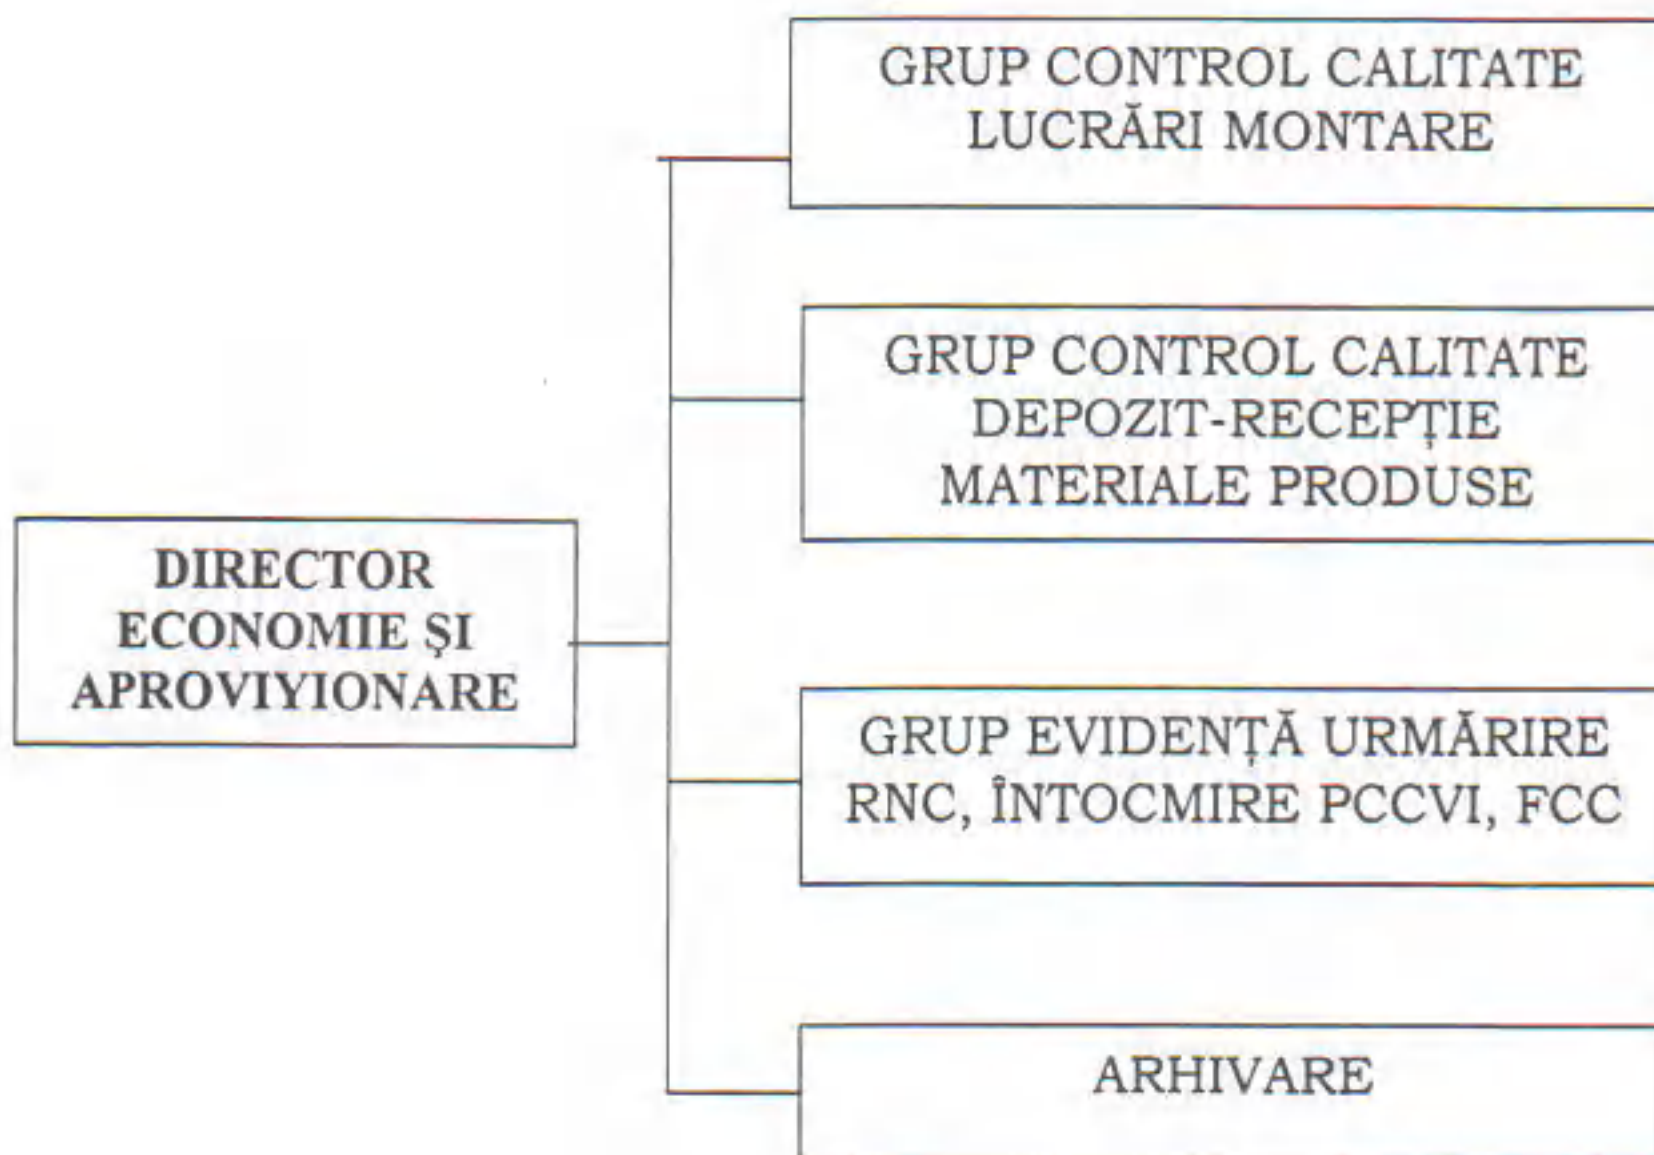 GRUP CONTROL CALITATE
LUCRĂRI MONTARE
GRUP CONTROL CALITATE
DEPOZIT-RECEPȚIE
MATERIALE PRODUSE
DIRECTOR
ECONOMIE ŞI
APROVIYIONARE
GRUP EVIDENȚĂ URMĂRIRE
RNC, ÎNTOCMIRE PCCVI, FCC
ARHIVARE